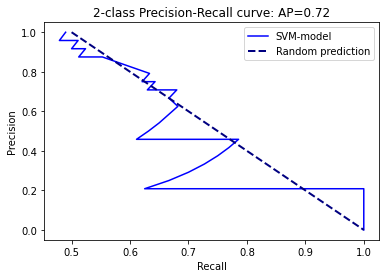 2-class Precision-Recall curve: AP=0.72
SVM-model
Random prediction
Precision
1.0
0.8
0.6
0.4
0.2
0.0
0.5 0.6 0.7 0.8 0.9 1.0
Recall